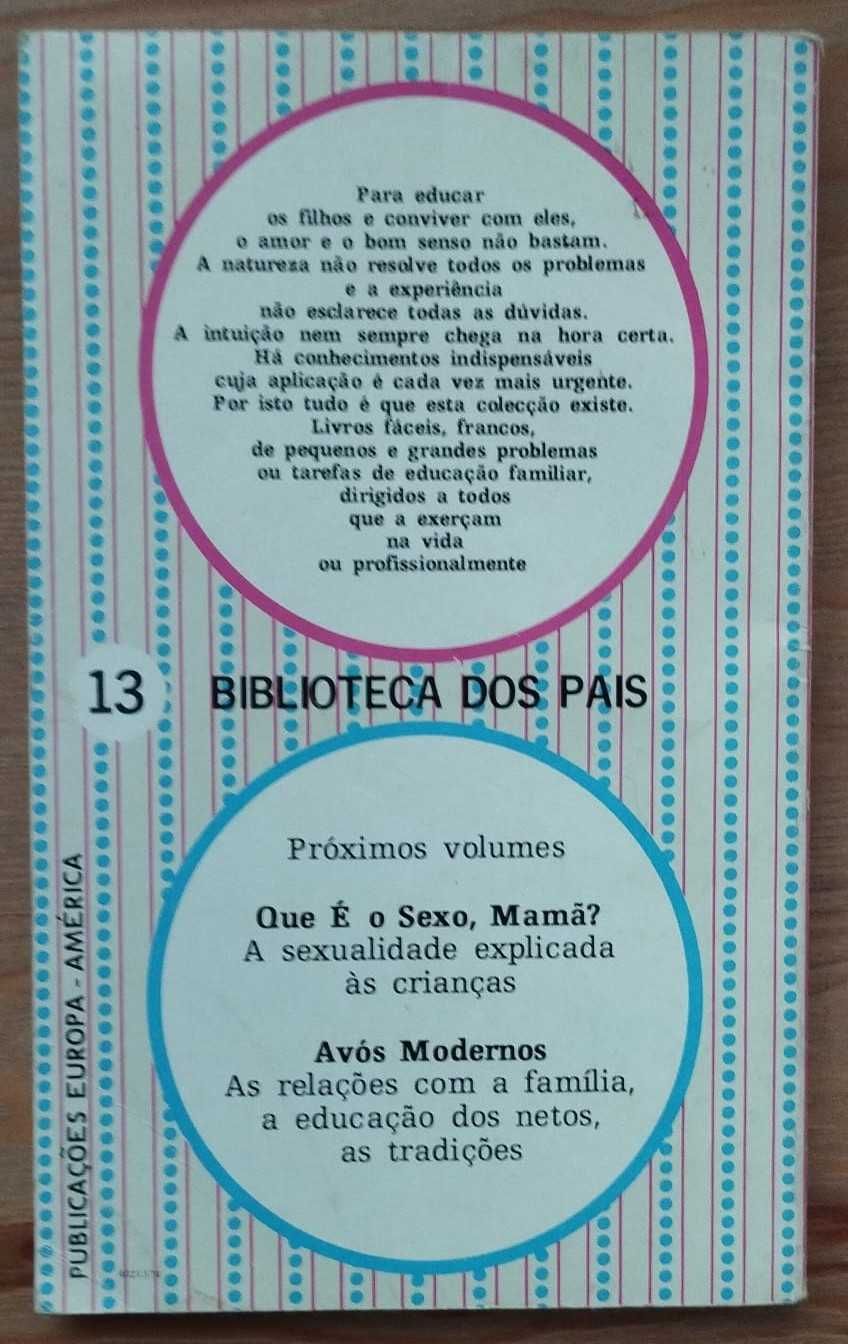 Para educar
os filhos e conviver com eles,
o amor e o bom senso não bastam.
A natureza não resolve todos os problemas
e a experiência
não esclarece todas as dúvidas.
A intuição nem sempre chega na hora certa.
Há conhecimentos indispensáveis
cuja aplicação é cada vez mais urgente.
Por isto tudo é que esta colecção existe.
Livros fáceis, francos,
de pequenos e grandes problemas
ou tarefas de educação familiar,
dirigidos a todos
que a exerçam
na vida
ou profissionalmente
13 BIBLIOTECA DOS PAIS
Próximos volumes
Que É o Sexo, Mamã?
A sexualidade explicada
às crianças
Avós Modernos
As relações com a família,
a educação dos netos,
as tradições
PUBLICAÇÕES EUROPA - AMÉRICA